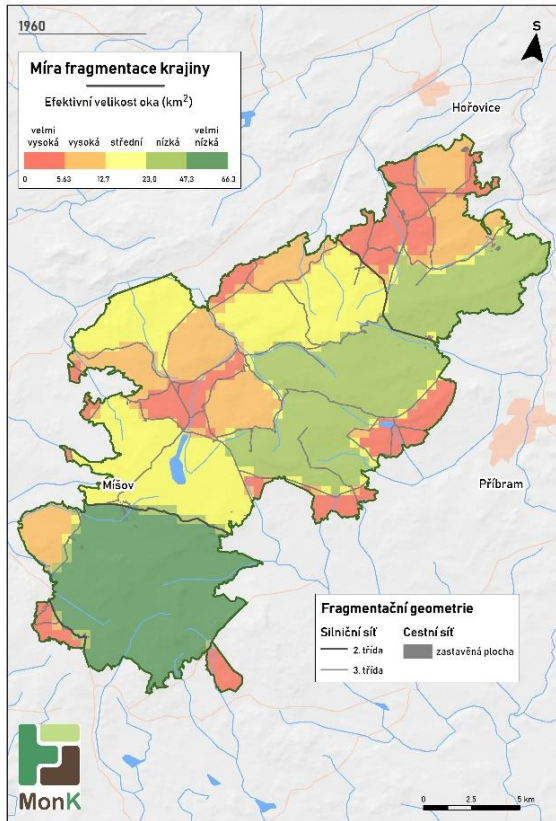 1960
S
Míra fragmentace krajiny
Efektivní velikost oka (km²)
velmi vysoká
vysoká
střední
nízká
velmi nízká
0 5.63 12,7 23,0 47,3 66.3
Hořovice
Příbram
Míšov
Fragmentační geometrie
Silniční síť
2. třída
3. třída
Cestní síť
zastavěná plocha
MonK
0 2.5 5 km